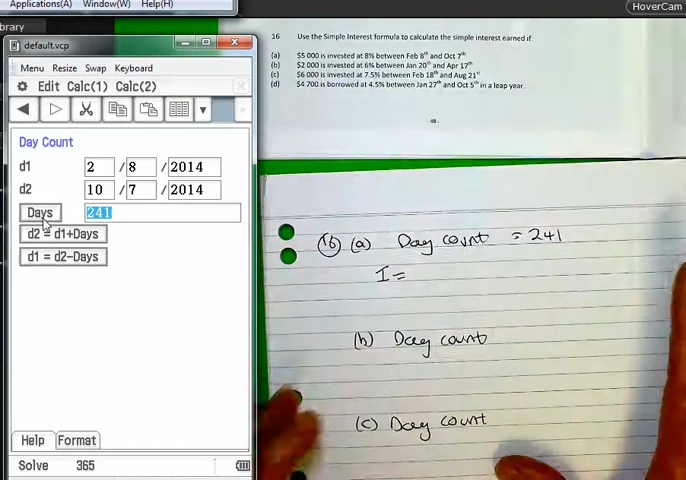 Applications(A) Window(W) Help(H)
HoverCam
rary
default.vcp
Menu Resize Swap Keyboard
Edit Calc(1) Calc(2)
Day Count
d1 2 / 8 / 2014
d2 10 / 7 / 2014
Days 241
d2 = d1+Days
d1 = d2-Days
Help Format
Solve 365
16 Use the Simple Interest formula to calculate the simple interest earned if:
(a) $5 000 is invested at 8% between Feb 8th and Oct 7th
(b) $2 000 is invested at 6% between Jan 20th and Apr 17th
(c) $6 000 is invested at 7.5% between Feb 18th and Aug 21st
(d) $4 700 is borrowed at 4.5% between Jan 27th and Oct 5th in a leap year.
16 (a) Day count = 241
I =
(b) Day count
(c) Day count